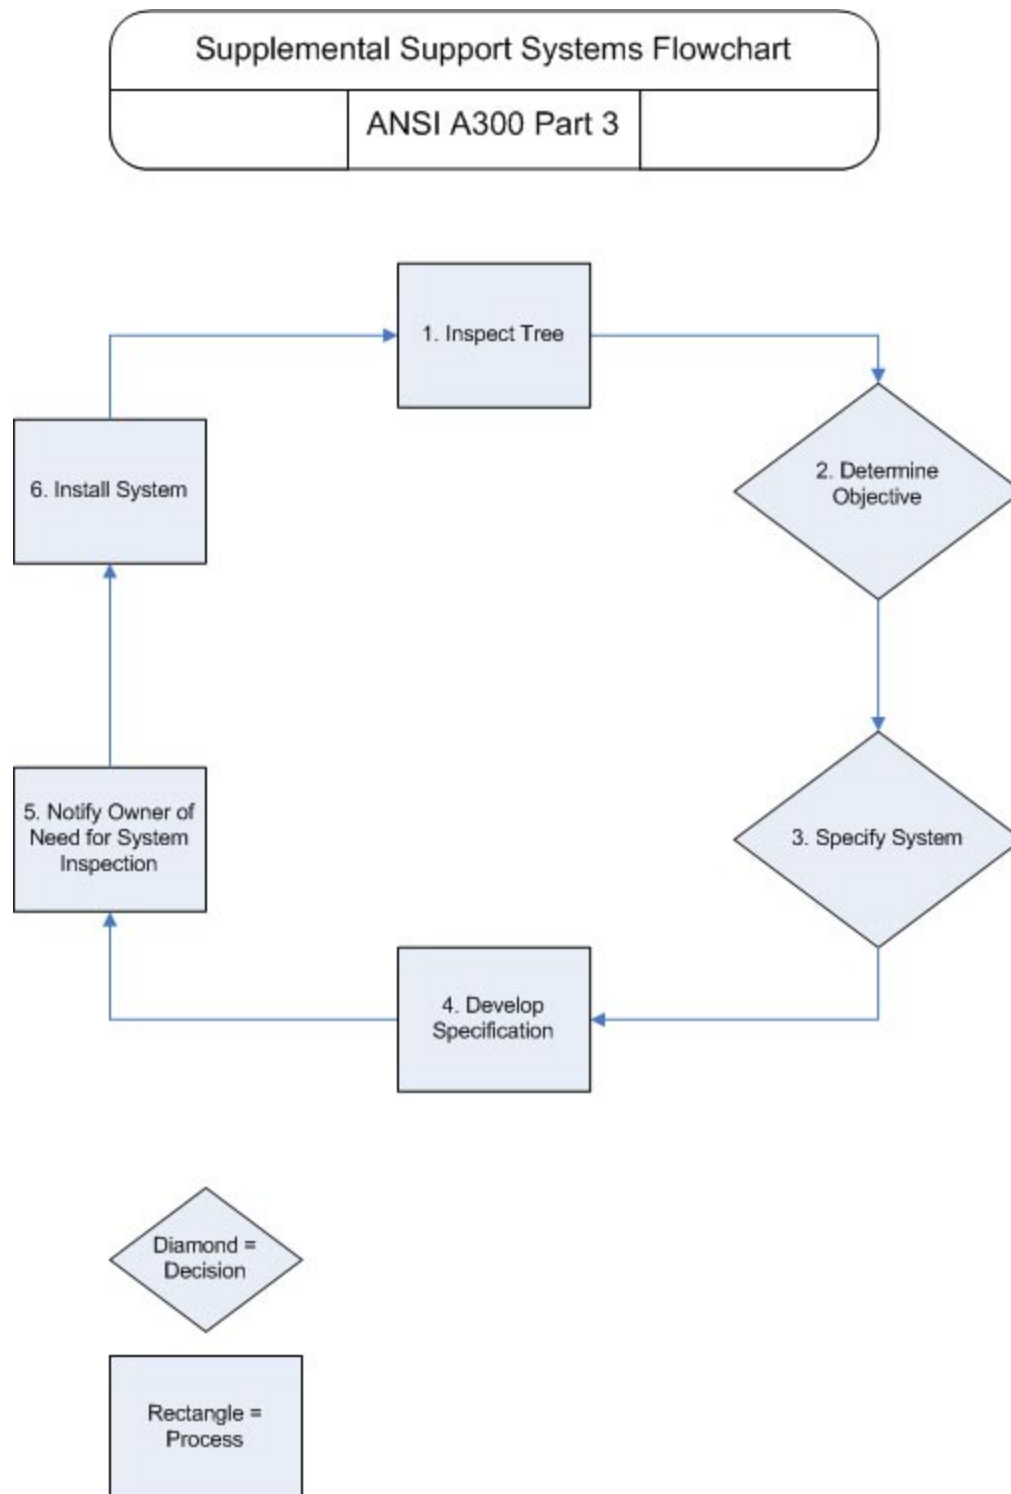 Supplemental Support Systems Flowchart
ANSI A300 Part 3
1. Inspect Tree
2. Determine
Objective
3. Specify System
4. Develop
Specification
5. Notify Owner of
Need for System
Inspection
6. Install System
Diamond =
Decision
Rectangle =
Process